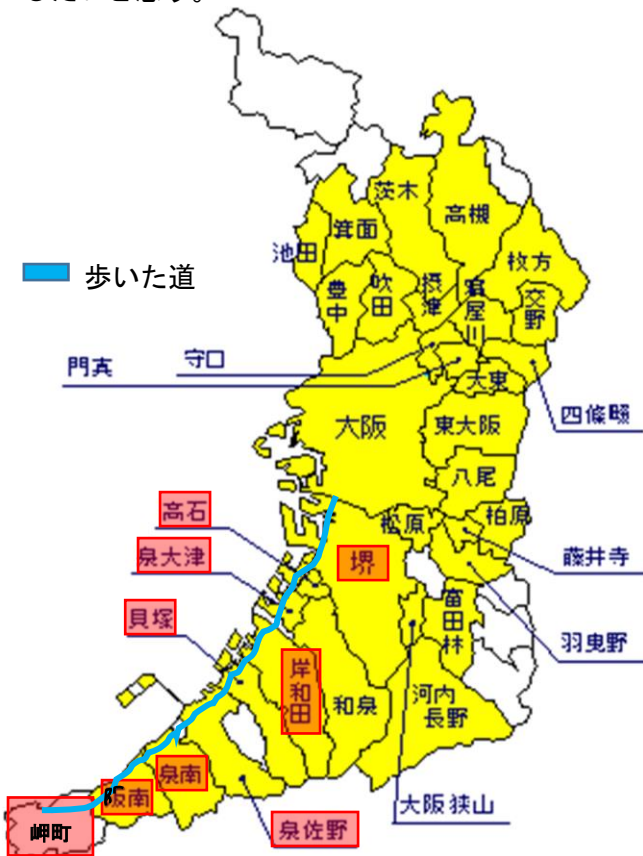 茨木
高槻
箕面
池田
枚方
歩いた道
豊中
吹田
摂津
寝屋川
交野
守口
門真
大東
四條畷
大阪
東大阪
八尾
高石
松原
柏原
泉大津
堺
藤井寺
貝塚
富田林
羽曳野
岸和田
和泉
河内
長野
泉南
阪南
大阪狭山
岬町
泉佐野